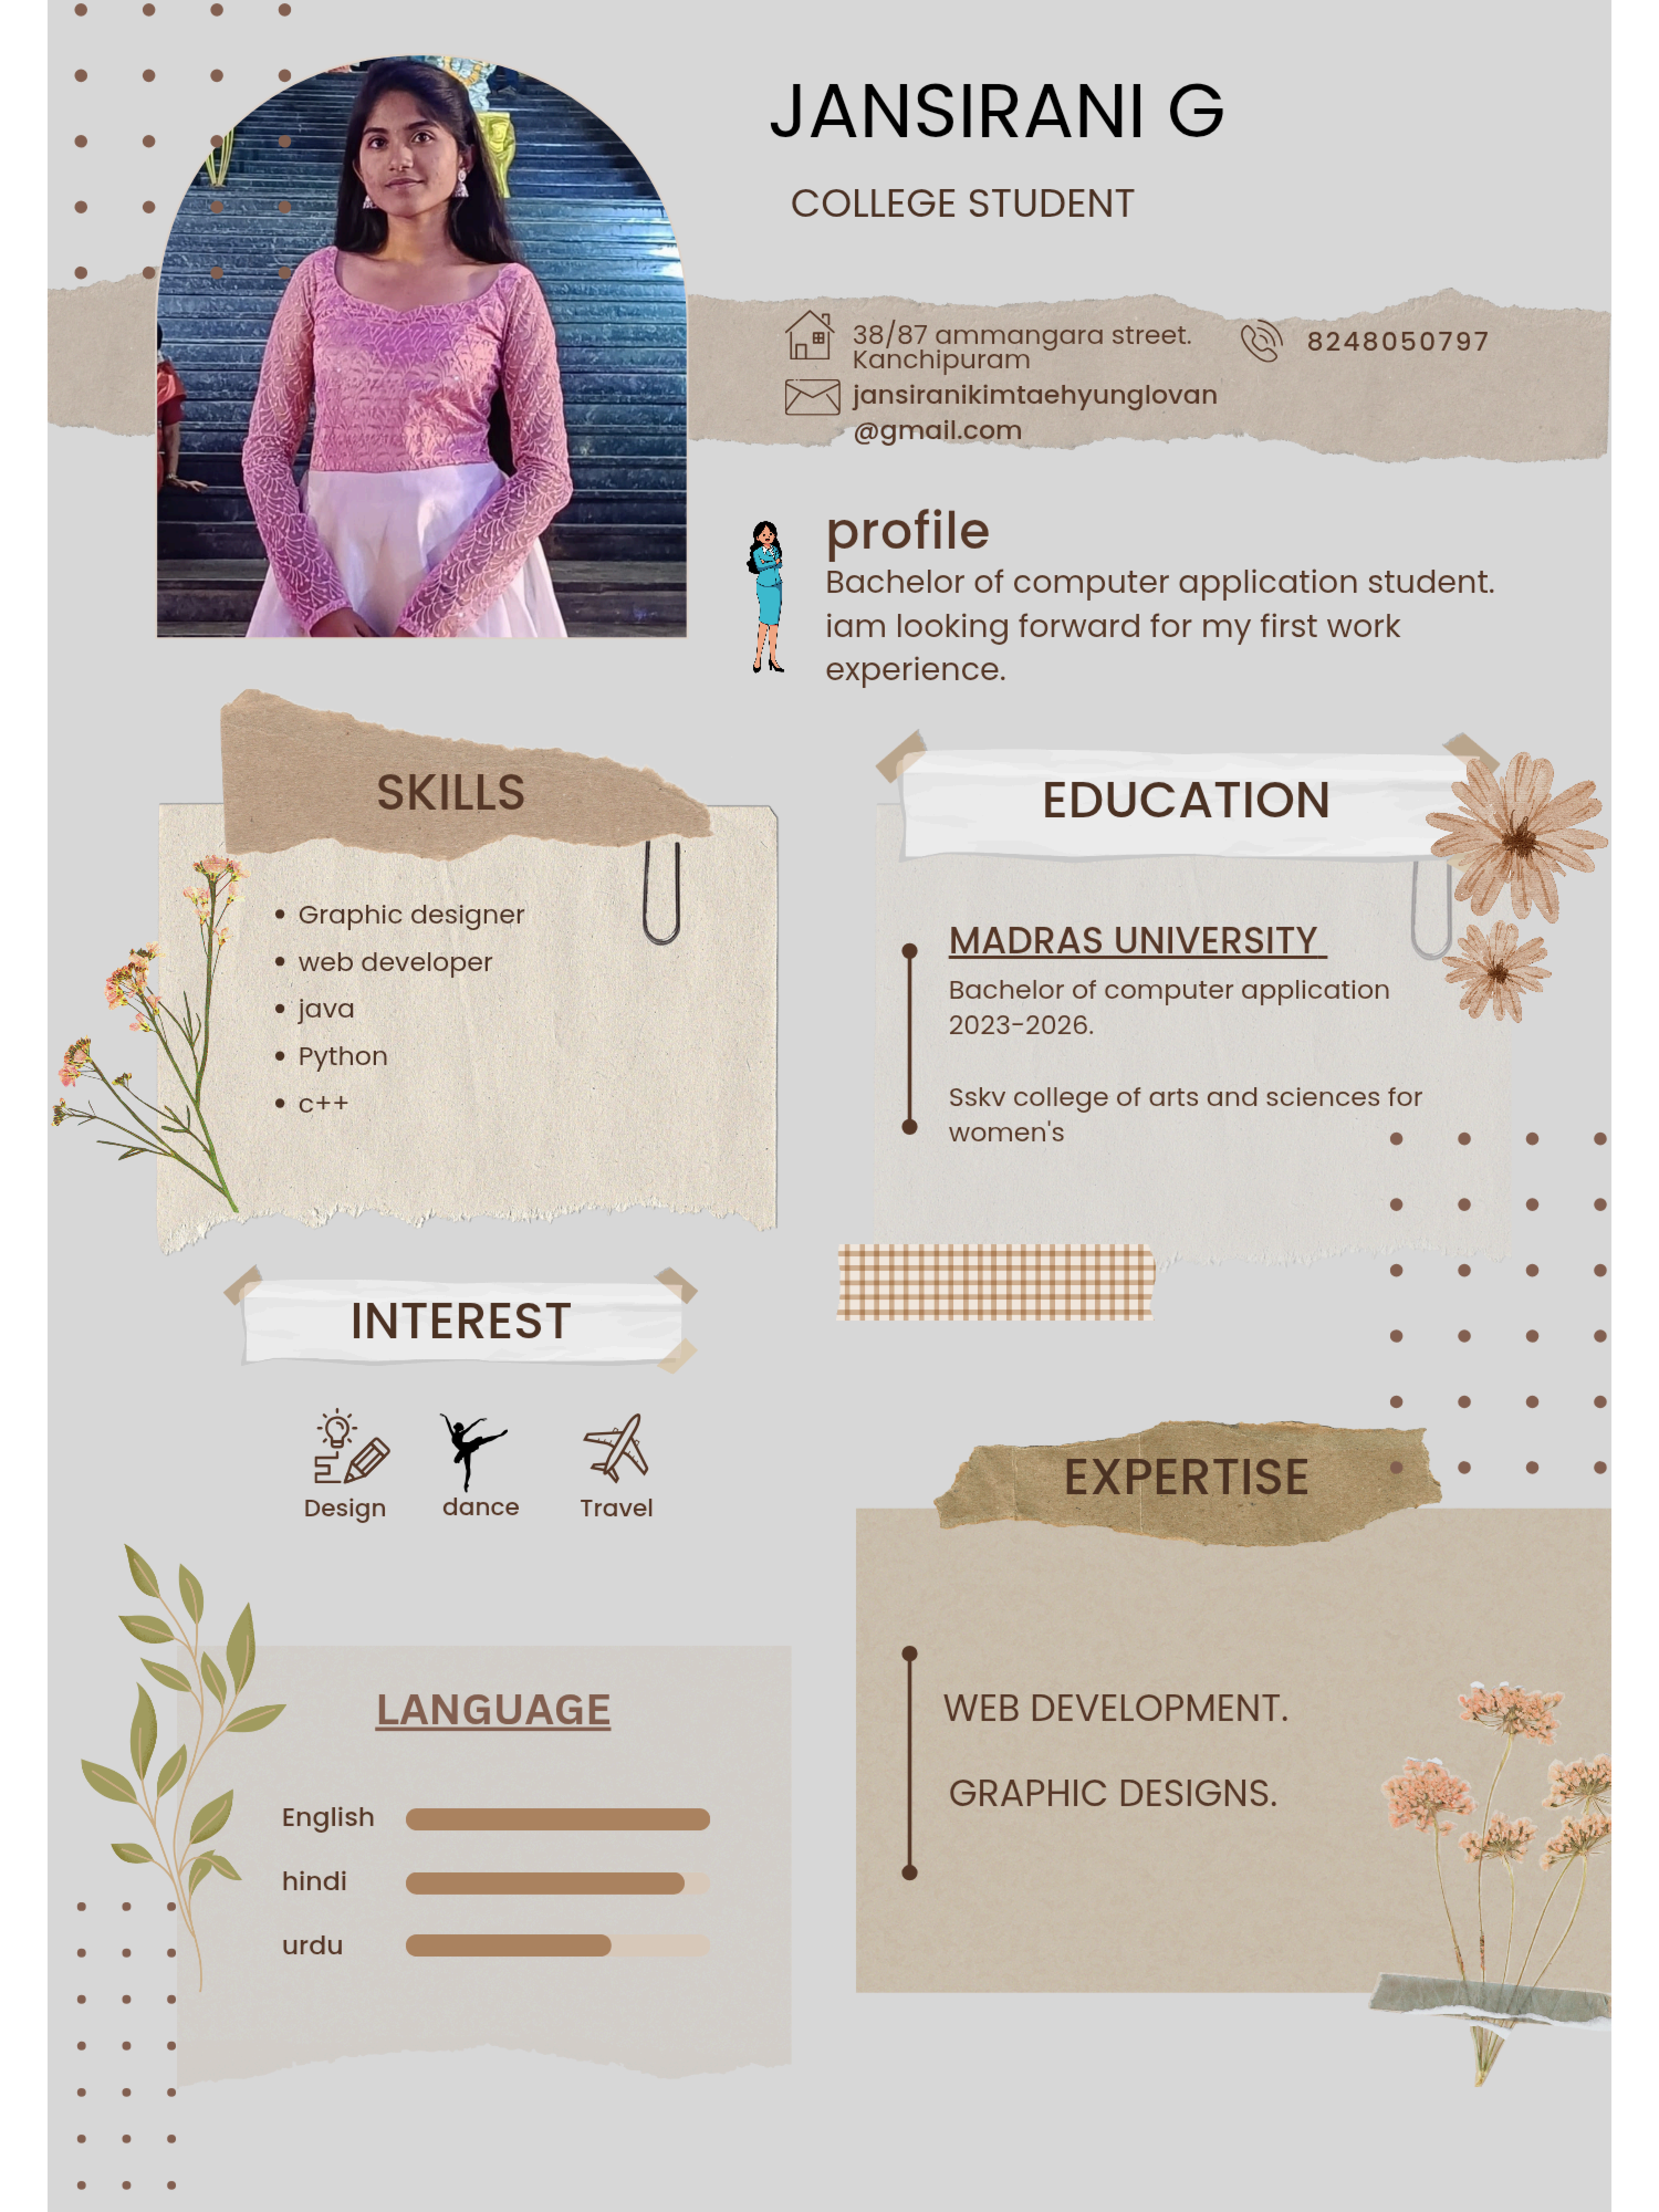 JANSIRANI G
COLLEGE STUDENT
38/87 ammangara street.
Kanchipuram
8248050797
jansiranikimtaehyunglovan
@gmail.com
profile
Bachelor of computer application student.
iam looking forward for my first work
experience.
SKILLS
Graphic designer
web developer
java
Python
c++
EDUCATION
MADRAS UNIVERSITY
Bachelor of computer application
2023-2026.
Sskv college of arts and sciences for
women's
INTEREST
Design
dance
Travel
EXPERTISE
WEB DEVELOPMENT.
GRAPHIC DESIGNS.
LANGUAGE
English
hindi
urdu